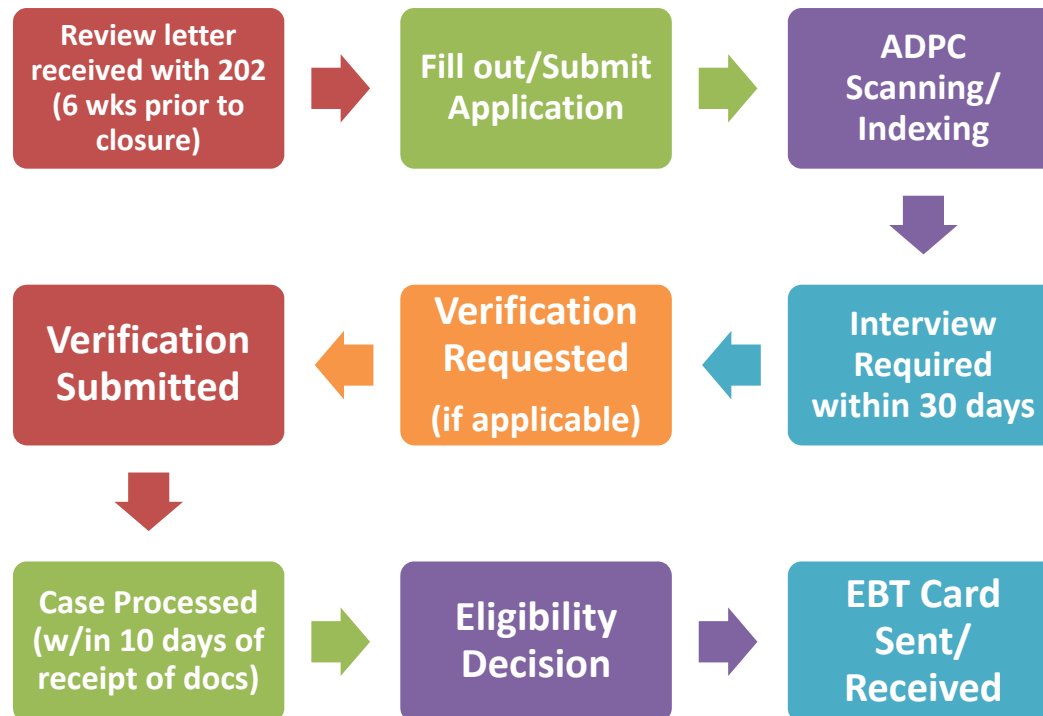 Review letter
received with 202
(6 wks prior to
closure)
Fill out/Submit
Application
ADPC
Scanning/
Indexing
Interview
Required
within 30 days
Verification
Requested
(if applicable)
Verification
Submitted
Case Processed
(w/in 10 days of
receipt of docs)
Eligibility
Decision
EBT Card
Sent/
Received